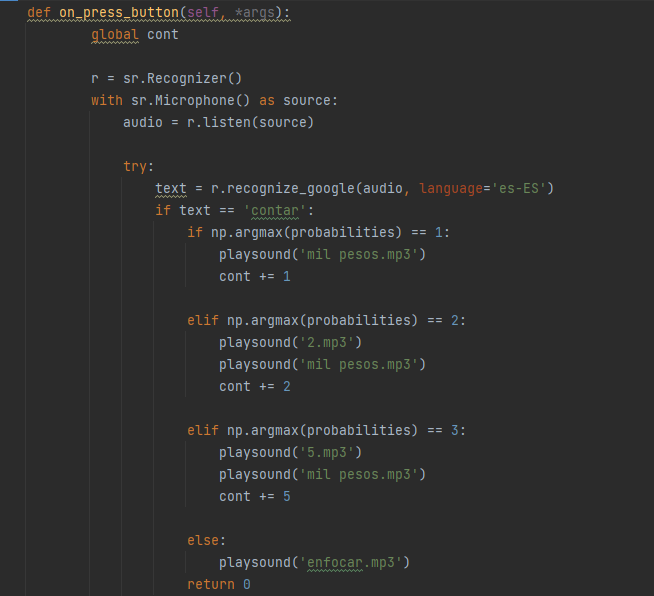 def on_press_button(self, *args):
global cont
r = sr.Recognizer()
with sr.Microphone() as source:
audio = r.listen(source)
try:
text = r.recognize_google(audio, language='es-ES')
if text == 'contar':
if np.argmax(probabilities) == 1:
playsound('mil pesos.mp3')
cont += 1
elif np.argmax(probabilities) == 2:
playsound('2.mp3')
playsound('mil pesos.mp3')
cont += 2
elif np.argmax(probabilities) == 3:
playsound('5.mp3')
playsound('mil pesos.mp3')
cont += 5
else:
playsound('enfocar.mp3')
return 0